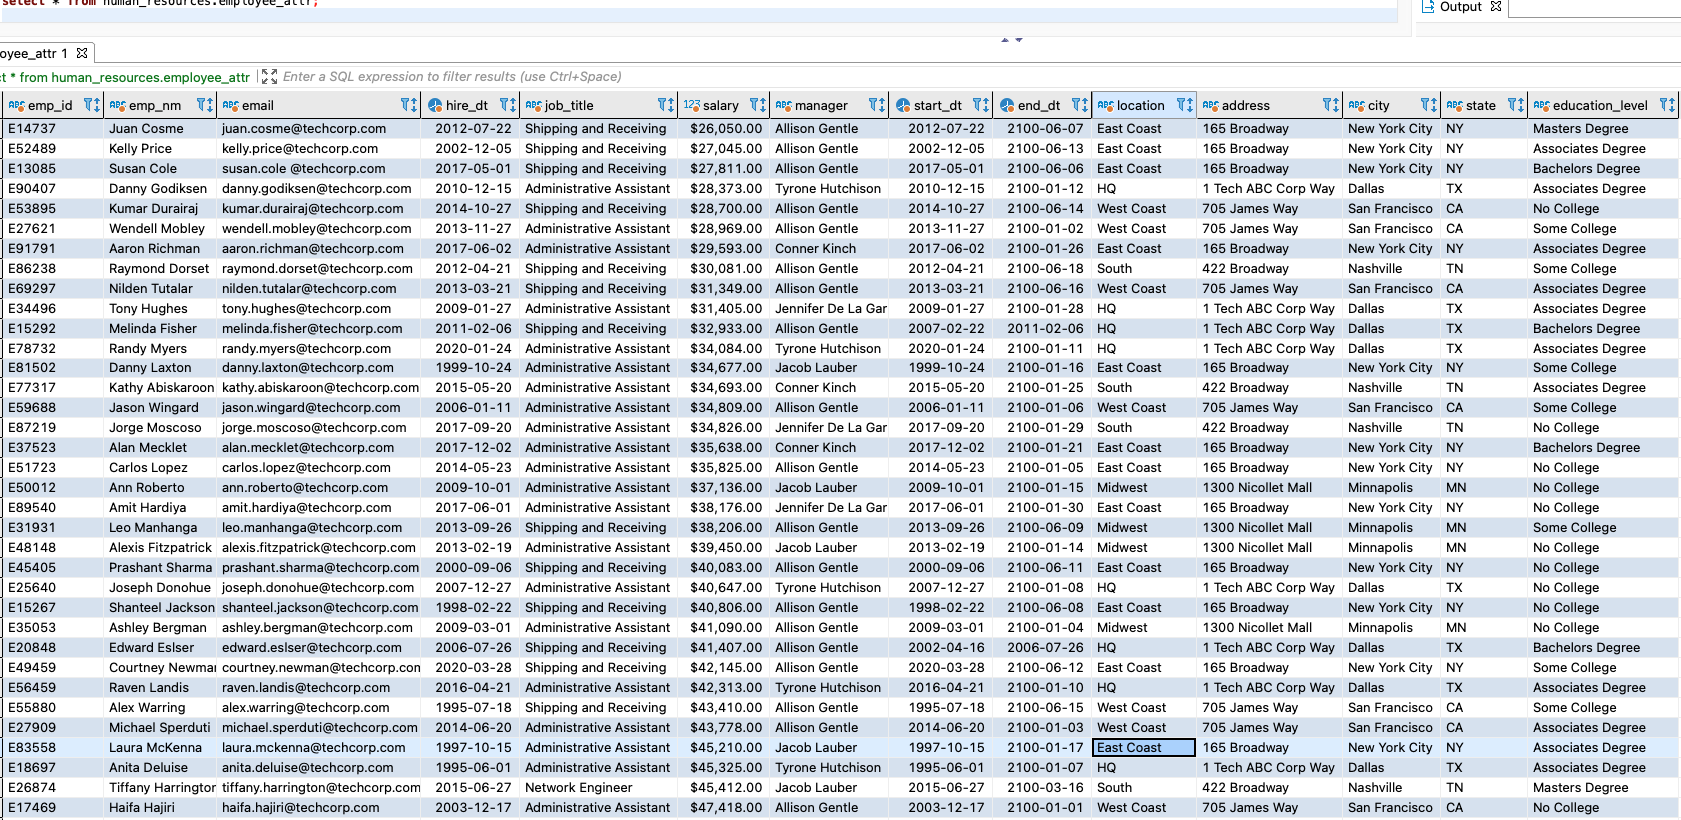 select * from human_resources.employee_attr;
Output
oyee_attr 1
ct * from human_resources.employee_attr Enter a SQL expression to filter results (use Ctrl+Space)
emp_id emp_nm email hire_dt job_title salary manager start_dt end_dt location address city state education_level
E14737 Juan Cosme juan.cosme@techcorp.com 2012-07-22 Shipping and Receiving $26,050.00 Allison Gentle 2012-07-22 2100-06-07 East Coast 165 Broadway New York City NY Masters Degree
E52489 Kelly Price kelly.price@techcorp.com 2002-12-05 Shipping and Receiving $27,045.00 Allison Gentle 2002-12-05 2100-06-13 East Coast 165 Broadway New York City NY Associates Degree
E13085 Susan Cole susan.cole @techcorp.com 2017-05-01 Shipping and Receiving $27,811.00 Allison Gentle 2017-05-01 2100-06-06 East Coast 165 Broadway New York City NY Bachelors Degree
E90407 Danny Godiksen danny.godiksen@techcorp.com 2010-12-15 Administrative Assistant $28,373.00 Tyrone Hutchison 2010-12-15 2100-01-12 HQ 1 Tech ABC Corp Way Dallas TX Associates Degree
E53895 Kumar Durairaj kumar.durairaj@techcorp.com 2014-10-27 Shipping and Receiving $28,700.00 Allison Gentle 2014-10-27 2100-06-14 West Coast 705 James Way San Francisco CA No College
E27621 Wendell Mobley wendell.mobley@techcorp.com 2013-11-27 Administrative Assistant $28,969.00 Allison Gentle 2013-11-27 2100-01-02 West Coast 705 James Way San Francisco CA Some College
E91791 Aaron Richman aaron.richman@techcorp.com 2017-06-02 Administrative Assistant $29,593.00 Conner Kinch 2017-06-02 2100-01-26 East Coast 165 Broadway New York City NY Associates Degree
E86238 Raymond Dorset raymond.dorset@techcorp.com 2012-04-21 Shipping and Receiving $30,081.00 Allison Gentle 2012-04-21 2100-06-18 South 422 Broadway Nashville TN Some College
E69297 Nilden Tutalar nilden.tutalar@techcorp.com 2013-03-21 Shipping and Receiving $31,349.00 Allison Gentle 2013-03-21 2100-06-16 West Coast 705 James Way San Francisco CA Associates Degree
E34496 Tony Hughes tony.hughes@techcorp.com 2009-01-27 Administrative Assistant $31,405.00 Jennifer De La Gar 2009-01-27 2100-01-28 HQ 1 Tech ABC Corp Way Dallas TX Associates Degree
E15292 Melinda Fisher melinda.fisher@techcorp.com 2011-02-06 Shipping and Receiving $32,933.00 Allison Gentle 2007-02-22 2011-02-06 HQ 1 Tech ABC Corp Way Dallas TX Bachelors Degree
E78732 Randy Myers randy.myers@techcorp.com 2020-01-24 Administrative Assistant $34,084.00 Tyrone Hutchison 2020-01-24 2100-01-11 HQ 1 Tech ABC Corp Way Dallas TX Associates Degree
E81502 Danny Laxton danny.laxton@techcorp.com 1999-10-24 Administrative Assistant $34,677.00 Jacob Lauber 1999-10-24 2100-01-16 East Coast 165 Broadway New York City NY Some College
E77317 Kathy Abiskaroon kathy.abiskaroon@techcorp.com 2015-05-20 Administrative Assistant $34,693.00 Conner Kinch 2015-05-20 2100-01-25 South 422 Broadway Nashville TN Associates Degree
E59688 Jason Wingard jason.wingard@techcorp.com 2006-01-11 Administrative Assistant $34,809.00 Allison Gentle 2006-01-11 2100-01-06 West Coast 705 James Way San Francisco CA Some College
E87219 Jorge Moscoso jorge.moscoso@techcorp.com 2017-09-20 Administrative Assistant $34,826.00 Jennifer De La Gar 2017-09-20 2100-01-29 South 422 Broadway Nashville TN No College
E37523 Alan Mecklet alan.mecklet@techcorp.com 2017-12-02 Administrative Assistant $35,638.00 Conner Kinch 2017-12-02 2100-01-21 East Coast 165 Broadway New York City NY Bachelors Degree
E51723 Carlos Lopez carlos.lopez@techcorp.com 2014-05-23 Administrative Assistant $35,825.00 Allison Gentle 2014-05-23 2100-01-05 East Coast 165 Broadway New York City NY No College
E50012 Ann Roberto ann.roberto@techcorp.com 2009-10-01 Administrative Assistant $37,136.00 Jacob Lauber 2009-10-01 2100-01-15 Midwest 1300 Nicollet Mall Minnapolis MN No College
E89540 Amit Hardiya amit.hardiya@techcorp.com 2017-06-01 Administrative Assistant $38,176.00 Jennifer De La Gar 2017-06-01 2100-01-30 East Coast 165 Broadway New York City NY No College
E31931 Leo Manhanga leo.manhanga@techcorp.com 2013-09-26 Shipping and Receiving $38,206.00 Allison Gentle 2013-09-26 2100-06-09 Midwest 1300 Nicollet Mall Minnapolis MN Some College
E48148 Alexis Fitzpatrick alexis.fitzpatrick@techcorp.com 2013-02-19 Administrative Assistant $39,450.00 Jacob Lauber 2013-02-19 2100-01-14 Midwest 1300 Nicollet Mall Minnapolis MN No College
E45405 Prashant Sharma prashant.sharma@techcorp.com 2000-09-06 Shipping and Receiving $40,083.00 Allison Gentle 2000-09-06 2100-06-11 East Coast 165 Broadway New York City NY No College
E25640 Joseph Donohue joseph.donohue@techcorp.com 2007-12-27 Administrative Assistant $40,647.00 Tyrone Hutchison 2007-12-27 2100-01-08 HQ 1 Tech ABC Corp Way Dallas TX No College
E15267 Shanteel Jackson shanteel.jackson@techcorp.com 1998-02-22 Shipping and Receiving $40,806.00 Allison Gentle 1998-02-22 2100-06-08 East Coast 165 Broadway New York City NY No College
E35053 Ashley Bergman ashley.bergman@techcorp.com 2009-03-01 Administrative Assistant $41,090.00 Allison Gentle 2009-03-01 2100-01-04 Midwest 1300 Nicollet Mall Minnapolis MN No College
E20848 Edward Eslser edward.eslser@techcorp.com 2006-07-26 Shipping and Receiving $41,407.00 Allison Gentle 2002-04-16 2006-07-26 HQ 1 Tech ABC Corp Way Dallas TX Bachelors Degree
E49459 Courtney Newmar courtney.newman@techcorp.com 2020-03-28 Shipping and Receiving $42,145.00 Allison Gentle 2020-03-28 2100-06-12 East Coast 165 Broadway New York City NY Some College
E56459 Raven Landis raven.landis@techcorp.com 2016-04-21 Administrative Assistant $42,313.00 Tyrone Hutchison 2016-04-21 2100-01-10 HQ 1 Tech ABC Corp Way Dallas TX Associates Degree
E55880 Alex Warring alex.warring@techcorp.com 1995-07-18 Shipping and Receiving $43,410.00 Allison Gentle 1995-07-18 2100-06-15 West Coast 705 James Way San Francisco CA Some College
E27909 Michael Sperduti michael.sperduti@techcorp.com 2014-06-20 Administrative Assistant $43,778.00 Allison Gentle 2014-06-20 2100-01-03 West Coast 705 James Way San Francisco CA Associates Degree
E83558 Laura McKenna laura.mckenna@techcorp.com 1997-10-15 Administrative Assistant $45,210.00 Jacob Lauber 1997-10-15 2100-01-17 East Coast 165 Broadway New York City NY Associates Degree
E18697 Anita Deluise anita.deluise@techcorp.com 1995-06-01 Administrative Assistant $45,325.00 Tyrone Hutchison 1995-06-01 2100-01-07 HQ 1 Tech ABC Corp Way Dallas TX Associates Degree
E26874 Tiffany Harringtor tiffany.harrington@techcorp.com 2015-06-27 Network Engineer $45,412.00 Jacob Lauber 2015-06-27 2100-03-16 South 422 Broadway Nashville TN Masters Degree
E17469 Haifa Hajiri haifa.hajiri@techcorp.com 2003-12-17 Administrative Assistant $47,418.00 Allison Gentle 2003-12-17 2100-01-01 West Coast 705 James Way San Francisco CA No College